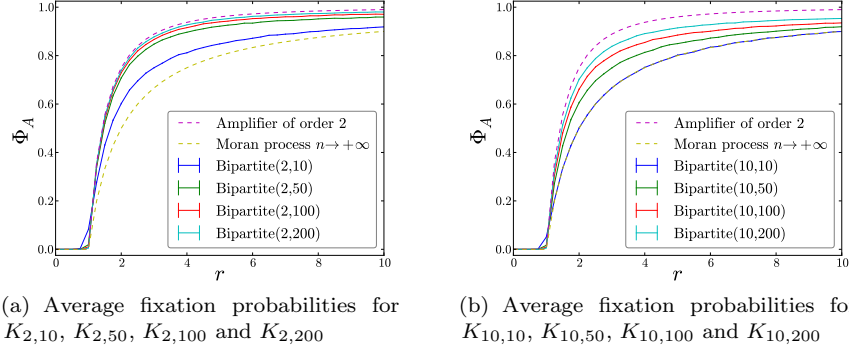 1.0
0.8
0.6
0.4
0.2
0.0
Φ_A
0 2 4 6 8 10
r
Amplifier of order 2
Moran process n→+∞
Bipartite(2,10)
Bipartite(2,50)
Bipartite(2,100)
Bipartite(2,200)
(a) Average fixation probabilities for
K_{2,10}, K_{2,50}, K_{2,100} and K_{2,200}
1.0
0.8
0.6
0.4
0.2
0.0
Φ_A
0 2 4 6 8 10
r
Amplifier of order 2
Moran process n→+∞
Bipartite(10,10)
Bipartite(10,50)
Bipartite(10,100)
Bipartite(10,200)
(b) Average fixation probabilities fo
K_{10,10}, K_{10,50}, K_{10,100} and K_{10,200}